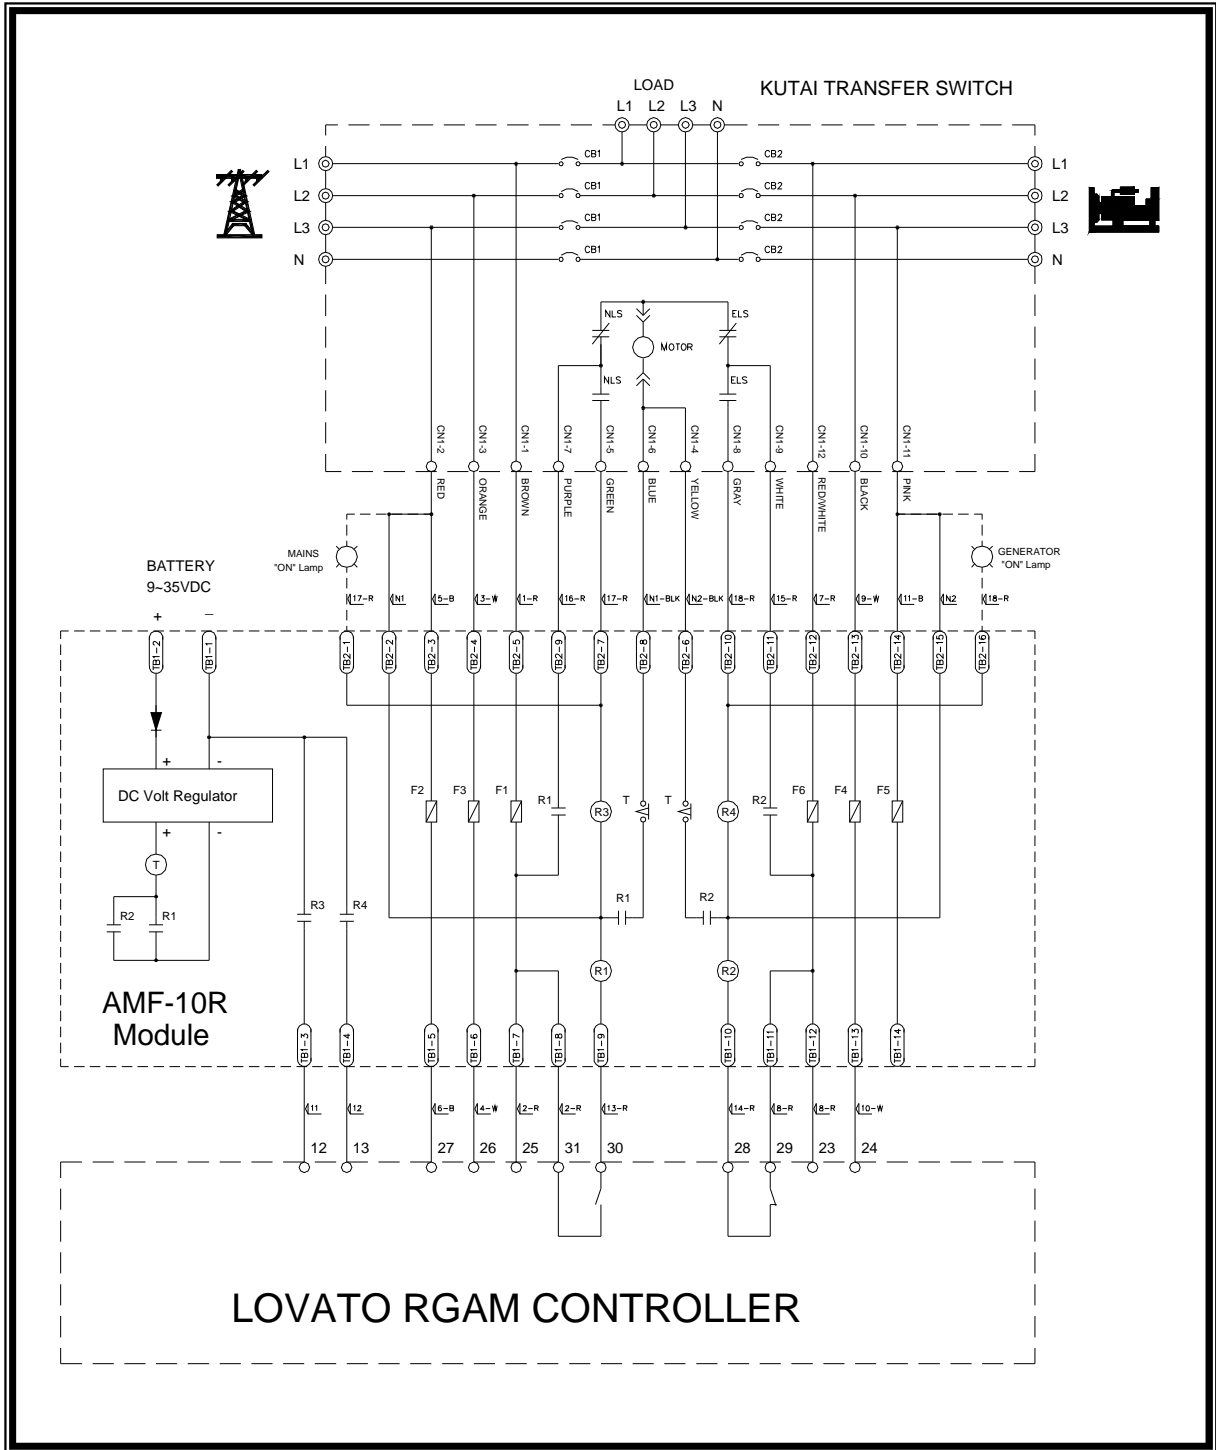 LOAD
KUTAI TRANSFER SWITCH
L1 L2 L3 N
L1 CB1 CB2 L1
L2 CB1 CB2 L2
L3 CB1 CB2 L3
N CB1 CB2 N
NLS ELS
MOTOR
NLS ELS
CN1-2 CN1-3 CN1-1 CN1-7 CN1-5 CN1-6 CN1-4 CN1-8 CN1-9 CN1-12 CN1-10 CN1-11
RED ORANGE BROWN PURPLE GREEN BLUE YELLOW GRAY WHITE RED/WHITE BLACK PINK
MAINS
"ON" Lamp
GENERATOR
"ON" Lamp
BATTERY
9~35VDC
+ −
17-R N1 5-B 3-W 1-R 16-R 17-R N1-BLK N2-BLK 18-R 15-R 7-R 9-W 11-B N2 18-R
TB1-2 TB1-1 TB2-1 TB2-2 TB2-3 TB2-4 TB2-5 TB2-9 TB2-7 TB2-8 TB2-6 TB2-10 TB2-11 TB2-12 TB2-13 TB2-14 TB2-15 TB2-16
+ -
DC Volt Regulator
+ -
F2 F3 F1 R1 R3 T T R4 R2 F6 F4 F5
T
R2 R1 R3 R4
R1 R2
R1 R2
AMF-10R
Module
TB1-3 TB1-4 TB1-5 TB1-6 TB1-7 TB1-8 TB1-9 TB1-10 TB1-11 TB1-12 TB1-13 TB1-14
11 12 6-B 4-W 2-R 2-R 13-R 14-R 8-R 8-R 10-W
12 13 27 26 25 31 30 28 29 23 24
LOVATO RGAM CONTROLLER